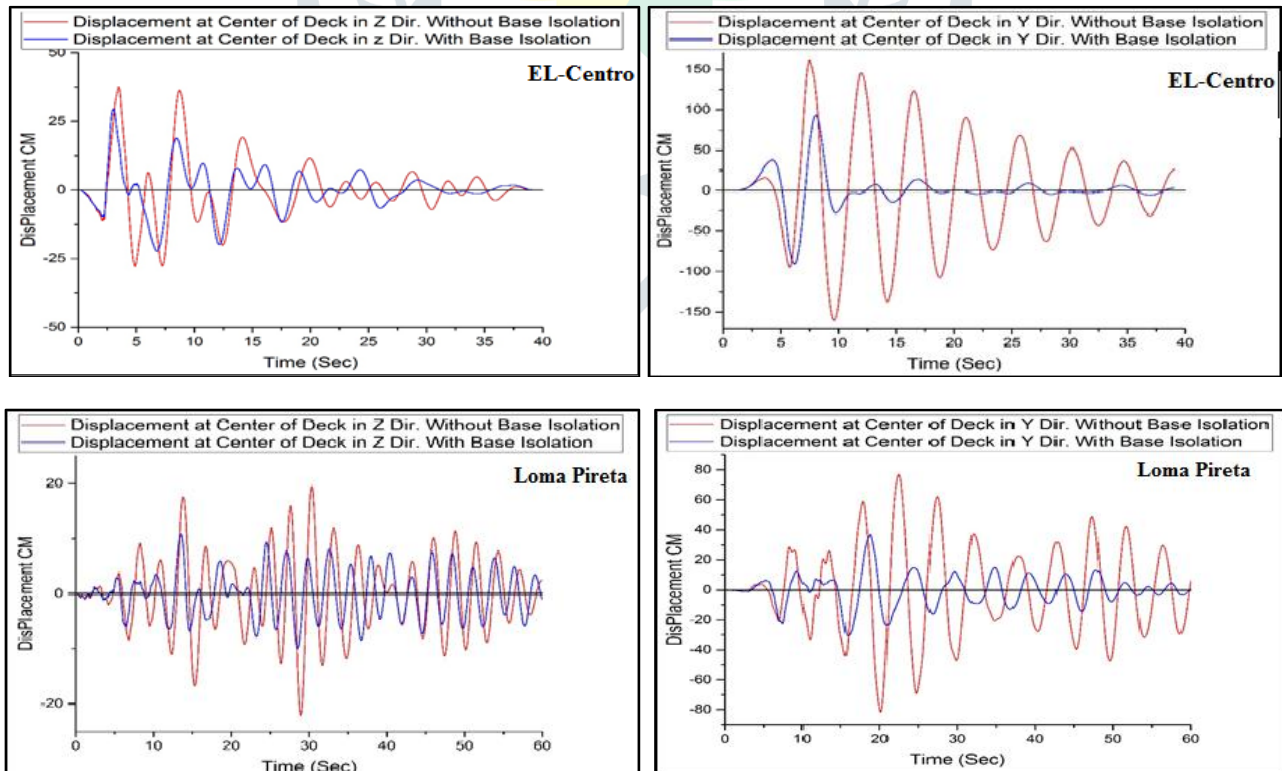 Displacement at Center of Deck in Z Dir. Without Base Isolation
Displacement at Center of Deck in z Dir. With Base Isolation
EL-Centro
50
25
0
-25
-50
DisPlacement CM
0 5 10 15 20 25 30 35 40
Time (Sec)
Displacement at Center of Deck in Y Dir. Without Base Isolation
Displacement at Center of Deck in Y Dir. With Base Isolation
EL-Centro
150
100
50
0
-50
-100
-150
DiisPlacement CM
0 5 10 15 20 25 30 35 40
Time (Sec)
Displacement at Center of Deck in Z Dir. Without Base Isolation
Displacement at Center of Deck in Z Dir. With Base Isolation
Loma Pireta
20
0
-20
DisPlacement CM
0 10 20 30 40 50 60
Time (Sec)
Displacement at Center of Deck in Y Dir. Without Base Isolation
Displacement at Center of Deck in Y Dir. With Base Isolation
Loma Pireta
80
60
40
20
0
-20
-40
-60
-80
DisPlacement CM
0 10 20 30 40 50 60
Time (Sec)